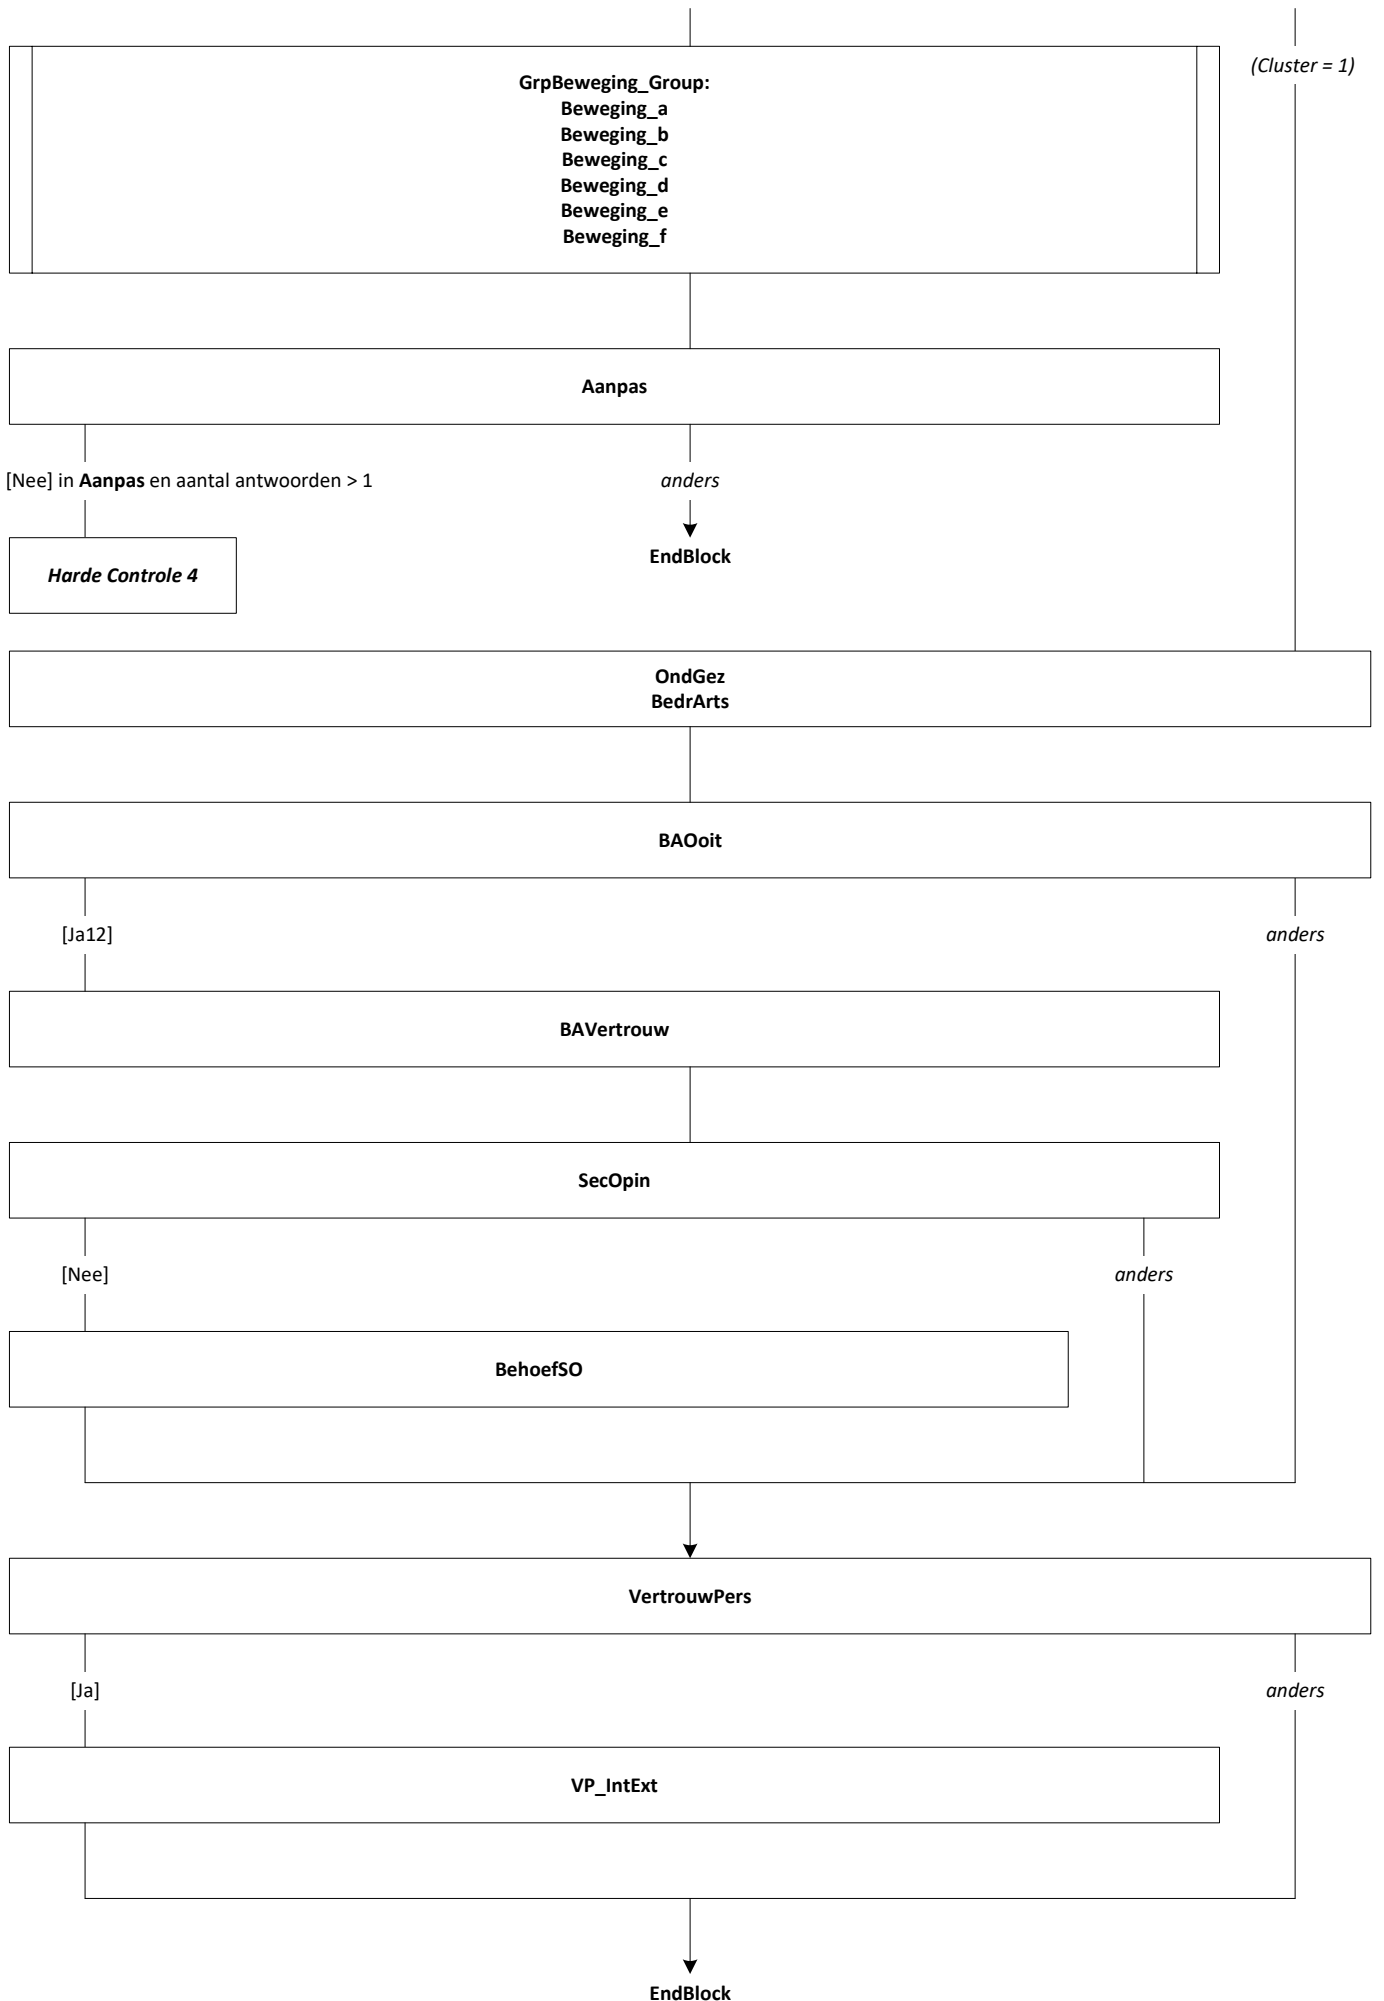 (Cluster = 1)
GrpBeweging_Group:
Beweging_a
Beweging_b
Beweging_c
Beweging_d
Beweging_e
Beweging_f
Aanpas
[Nee] in Aanpas en aantal antwoorden > 1
anders
Harde Controle 4
EndBlock
OndGez
BedrArts
BAOoit
[Ja12]
anders
BAVertrouw
SecOpin
[Nee]
anders
BehoefSO
VertrouwPers
[Ja]
anders
VP_IntExt
EndBlock